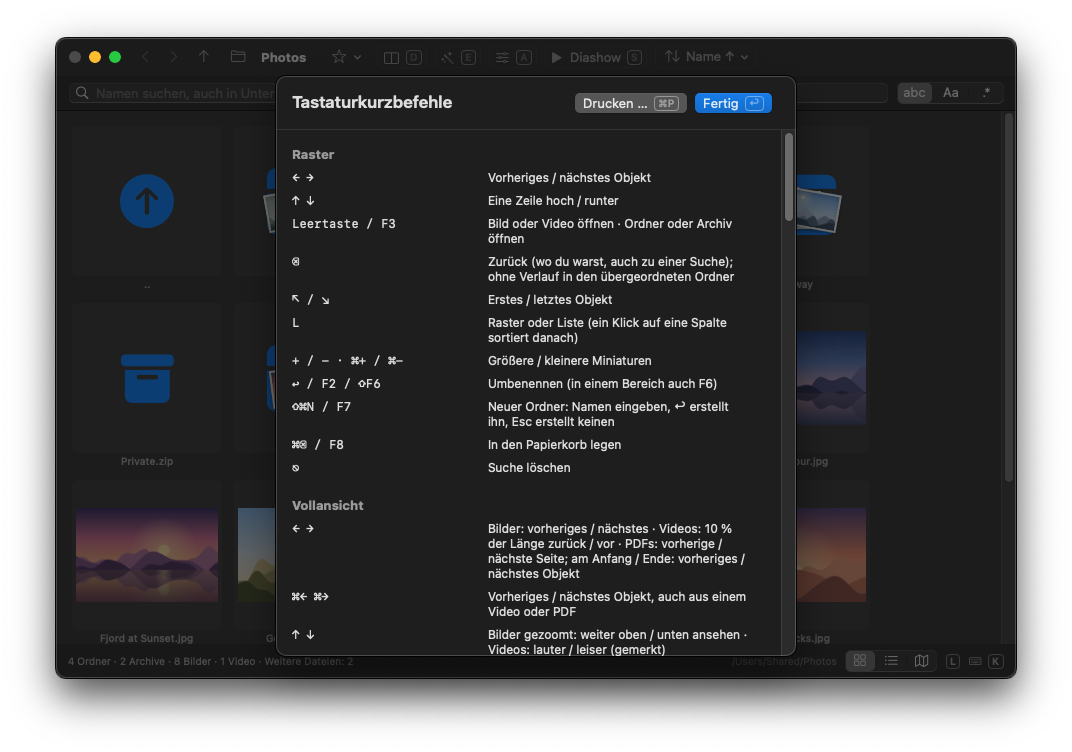 Photos
D
E
A
Diashow S
Name ↑
Namen suchen, auch in Unter
abc
Aa
.*
Tastaturkurzbefehle
Drucken … ⌘P
Fertig ↩
Raster
← →
Vorheriges / nächstes Objekt
↑ ↓
Eine Zeile hoch / runter
Leertaste / F3
Bild oder Video öffnen · Ordner oder Archiv
öffnen
⌫
Zurück (wo du warst, auch zu einer Suche);
ohne Verlauf in den übergeordneten Ordner
↖ / ↘
Erstes / letztes Objekt
L
Raster oder Liste (ein Klick auf eine Spalte
sortiert danach)
+ / − · ⌘+ / ⌘−
Größere / kleinere Miniaturen
↩ / F2 / ⇧F6
Umbenennen (in einem Bereich auch F6)
⇧⌘N / F7
Neuer Ordner: Namen eingeben, ↩ erstellt
ihn, Esc erstellt keinen
⌘⌫ / F8
In den Papierkorb legen
⎋
Suche löschen
Vollansicht
← →
Bilder: vorheriges / nächstes · Videos: 10 %
der Länge zurück / vor · PDFs: vorherige /
nächste Seite; am Anfang / Ende: vorheriges /
nächstes Objekt
⌘← ⌘→
Vorheriges / nächstes Objekt, auch aus einem
Video oder PDF
↑ ↓
Bilder gezoomt: weiter oben / unten ansehen ·
Videos: lauter / leiser (gemerkt)
..
way
Private.zip
our.jpg
Fjord at Sunset.jpg
cks.jpg
4 Ordner · 2 Archive · 8 Bilder · 1 Video · Weitere Dateien: 2
/Users/Shared/Photos
L
K